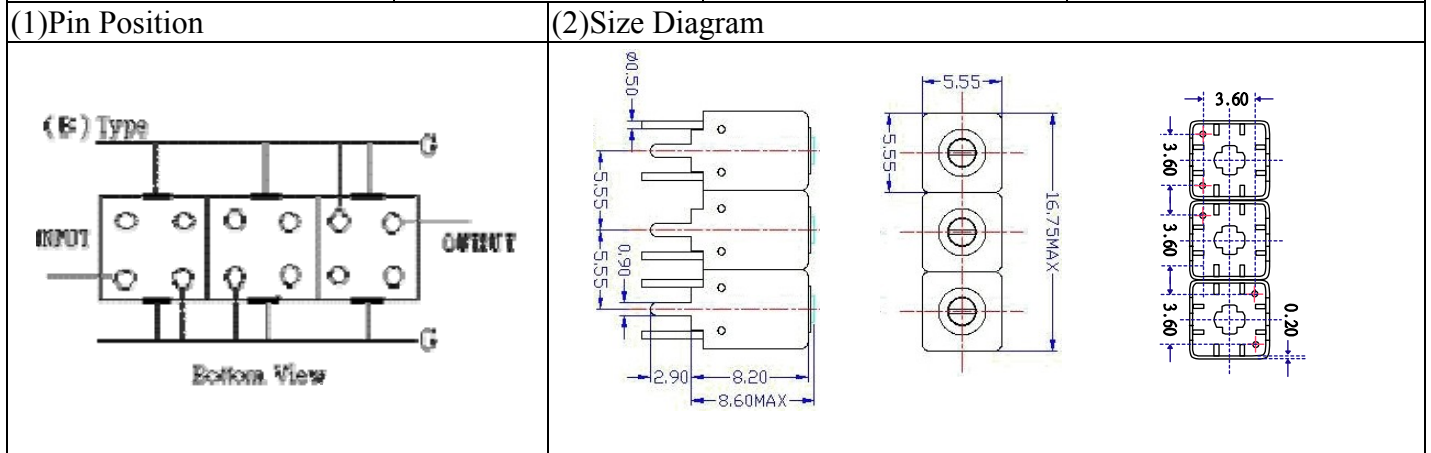 (1)Pin Position
(2)Size Diagram
(B) Type
G
INPUT
OUTPUT
G
Bottom View
Ø0.50
5.55
5.55
0.90
2.90
8.20
8.60MAX
5.55
5.55
16.75MAX
3.60
3.60
3.60
3.60
0.20